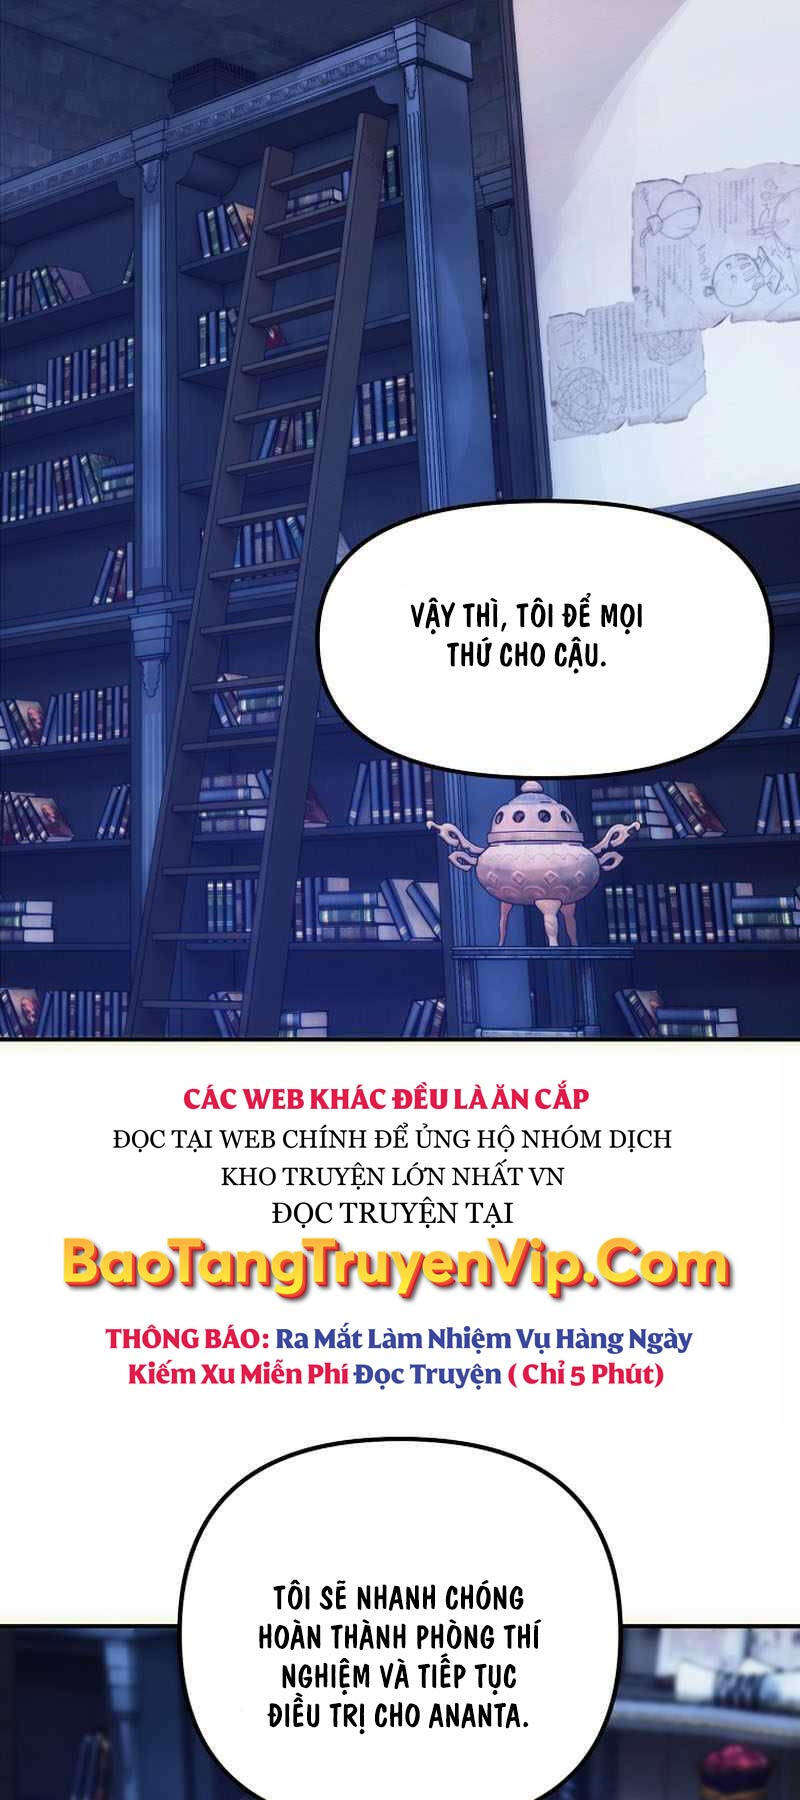 VẬY THÌ, TÔI ĐỂ MỌI
THỨ CHO CẬU.
CÁC WEB KHÁC ĐỀU LÀ ĂN CẮP
ĐỌC TẠI WEB CHÍNH ĐỂ ỦNG HỘ NHÓM DỊCH
KHO TRUYỆN LỚN NHẤT VN
ĐỌC TRUYỆN TẠI
BaoTangTruyenVip.Com
THÔNG BÁO: Ra Mắt Làm Nhiệm Vụ Hàng Ngày
Kiếm Xu Miễn Phí Đọc Truyện ( Chỉ 5 Phút)
TÔI SẼ NHANH CHÓNG
HOÀN THÀNH PHÒNG THÍ
NGHIỆM VÀ TIẾP TỤC
ĐIỀU TRỊ CHO ANANTA.